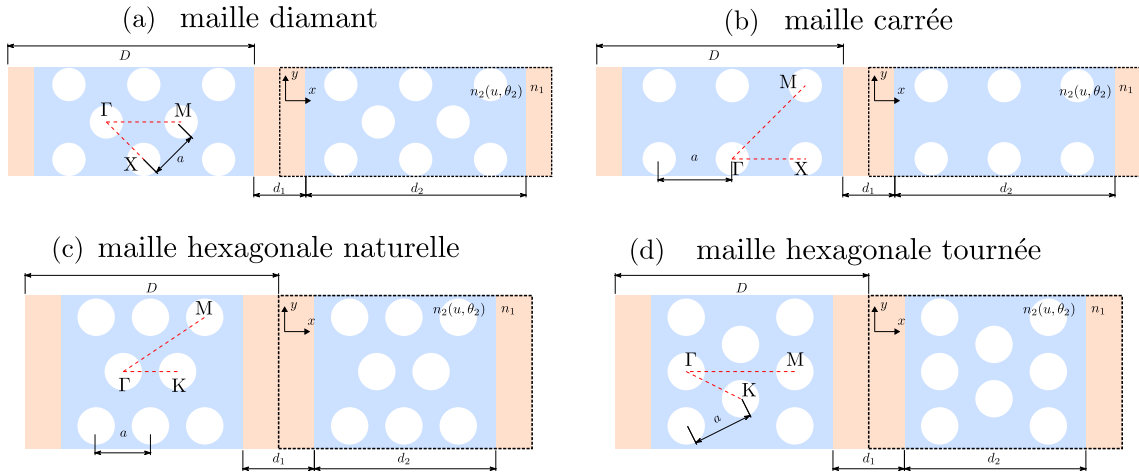 (a) maille diamant
D
y
x
n₂(u, θ₂)
n₁
Γ
M
X
a
d₁
d₂
(b) maille carrée
D
y
x
n₂(u, θ₂)
n₁
M
Γ
X
a
d₁
d₂
(c) maille hexagonale naturelle
D
y
x
n₂(u, θ₂)
n₁
M
Γ
K
a
d₁
d₂
(d) maille hexagonale tournée
D
y
x
n₂(u, θ₂)
n₁
Γ
M
K
a
d₁
d₂